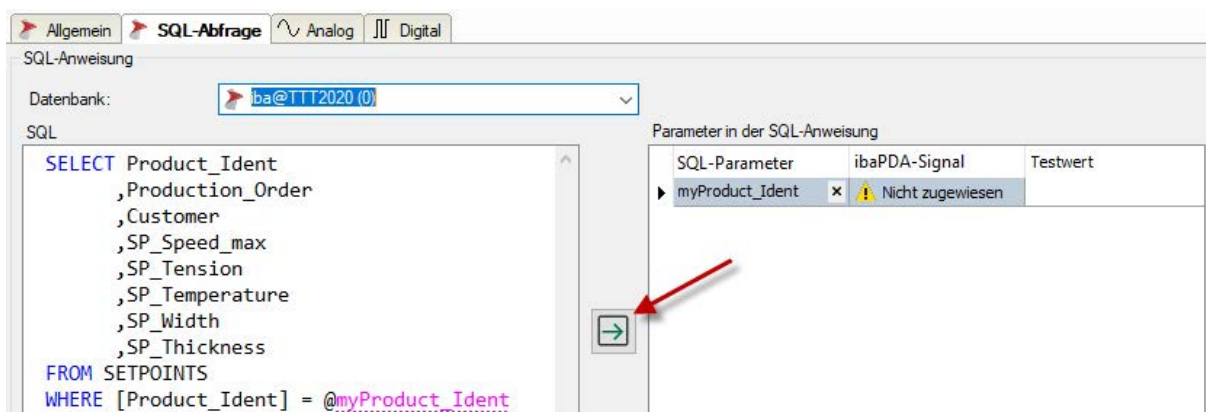 Allgemein SQL-Abfrage Analog Digital
SQL-Anweisung
Datenbank: iba@TTT2020 (0)
SQL
SELECT Product_Ident
,Production_Order
,Customer
,SP_Speed_max
,SP_Tension
,SP_Temperature
,SP_Width
,SP_Thickness
FROM SETPOINTS
WHERE [Product_Ident] = @myProduct_Ident
Parameter in der SQL-Anweisung
SQL-Parameter ibaPDA-Signal Testwert
myProduct_Ident Nicht zugewiesen